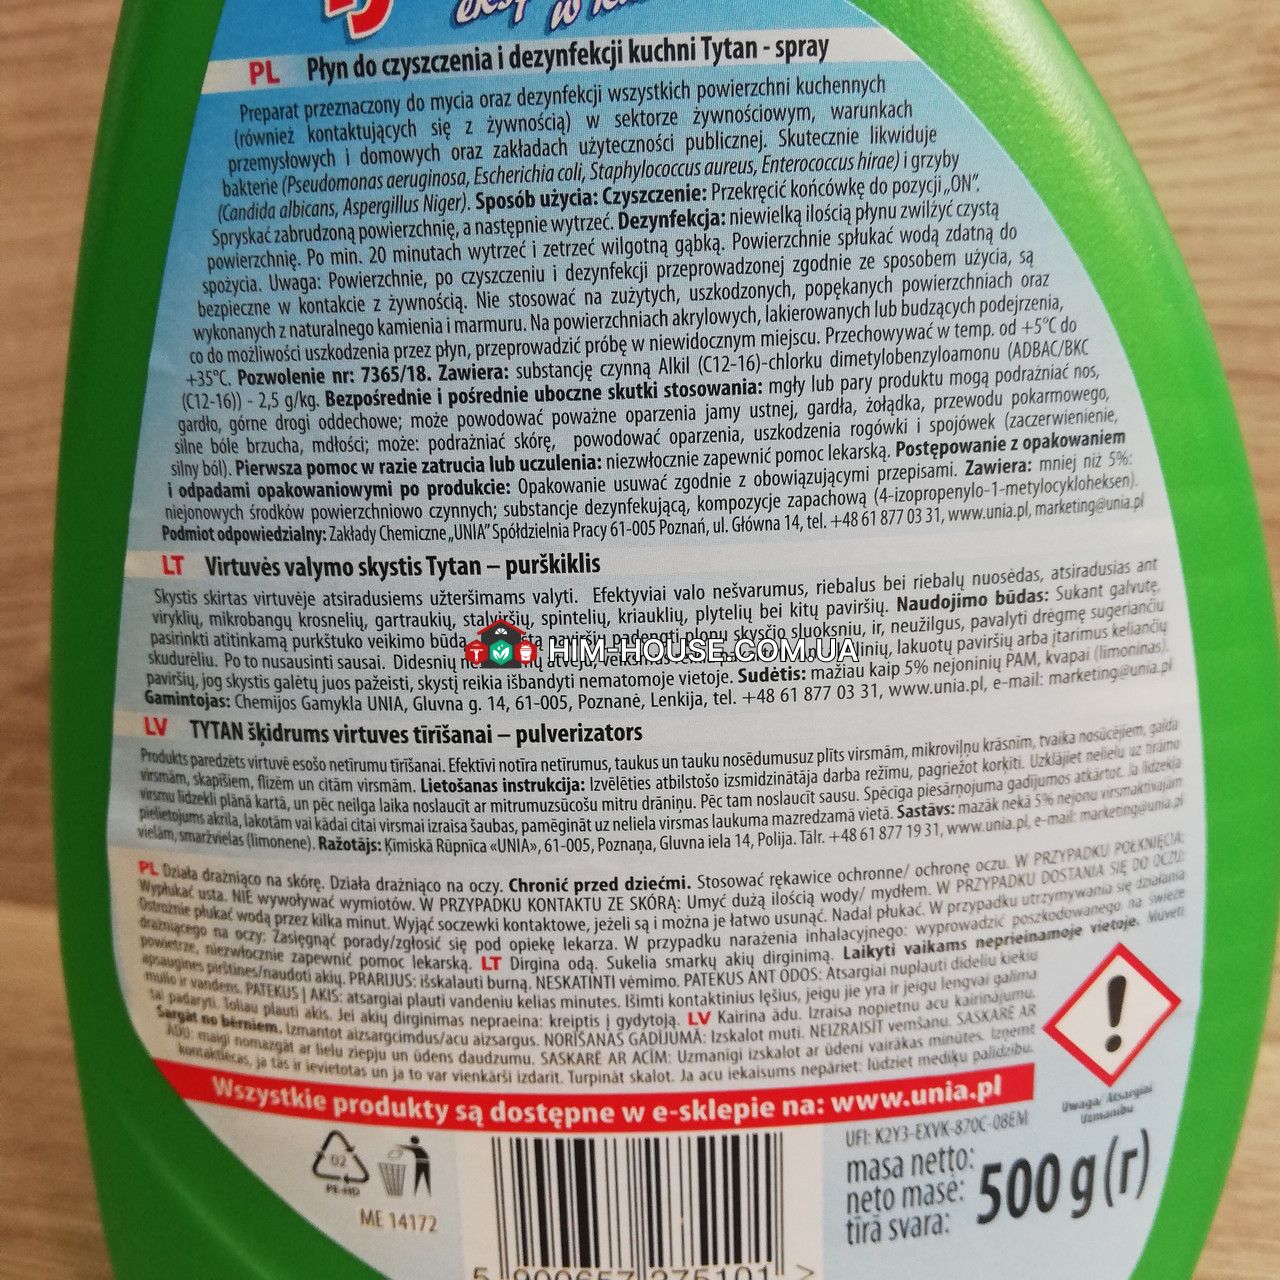 PL Płyn do czyszczenia i dezynfekcji kuchni Tytan - spray
Preparat przeznaczony do mycia oraz dezynfekcji wszystkich powierzchni kuchennych
(również kontaktujących się z żywnością) w sektorze żywnościowym, warunkach
przemysłowych i domowych oraz zakładach użyteczności publicznej. Skutecznie likwiduje
bakterie (Pseudomonas aeruginosa, Escherichia coli, Staphylococcus aureus, Enterococcus hirae) i grzyby
(Candida albicans, Aspergillus Niger). Sposób użycia: Czyszczenie: Przekręcić końcówkę do pozycji „ON”.
Spryskać zabrudzoną powierzchnię, a następnie wytrzeć. Dezynfekcja: niewielką ilością płynu zwilżyć czystą
powierzchnię. Po min. 20 minutach wytrzeć i zetrzeć wilgotną gąbką. Powierzchnie spłukać wodą zdatną do
spożycia. Uwaga: Powierzchnie, po czyszczeniu i dezynfekcji przeprowadzonej zgodnie ze sposobem użycia, są
bezpieczne w kontakcie z żywnością. Nie stosować na zużytych, uszkodzonych, popękanych powierzchniach oraz
wykonanych z naturalnego kamienia i marmuru. Na powierzchniach akrylowych, lakierowanych lub budzących podejrzenia,
co do możliwości uszkodzenia przez płyn, przeprowadzić próbę w niewidocznym miejscu. Przechowywać w temp. od +5°C do
+35°C. Pozwolenie nr: 7365/18. Zawiera: substancję czynną Alkil (C12-16)-chlorku dimetylobenzyloamonu (ADBAC/BKC
(C12-16)) - 2,5 g/kg. Bezpośrednie i pośrednie uboczne skutki stosowania: mgły lub pary produktu mogą podrażniać nos,
gardło, górne drogi oddechowe; może powodować poważne oparzenia jamy ustnej, gardła, żołądka, przewodu pokarmowego,
silne bóle brzucha, mdłości; może: podrażniać skórę, powodować oparzenia, uszkodzenia rogówki i spojówek (zaczerwienienie,
silny ból). Pierwsza pomoc w razie zatrucia lub uczulenia: niezwłocznie zapewnić pomoc lekarską. Postępowanie z opakowaniem
i odpadami opakowaniowymi po produkcie: Opakowanie usuwać zgodnie z obowiązującymi przepisami. Zawiera: mniej niż 5%:
niejonowych środków powierzchniowo czynnych; substancje dezynfekującą, kompozycje zapachową (4-izopropenylo-1-metylocykloheksen).
Podmiot odpowiedzialny: Zakłady Chemiczne „UNIA” Spółdzielnia Pracy 61-005 Poznań, ul. Główna 14, tel. +48 61 877 03 31, www.unia.pl, marketing@unia.pl
LT Virtuvės valymo skystis Tytan – purškiklis
Skystis skirtas virtuvėje atsiradusiems užteršimams valyti. Efektyviai valo nešvarumus, riebalus bei riebalų nuosėdas, atsiradusias ant
viryklių, mikrobangų krosnelių, gartraukių, stalviršių, spintelių, kriauklių, plytelių bei kitų paviršių. Naudojimo būdas: Sukant galvutę,
pasirinkti atitinkamą purkštuko veikimo būdą paviršių padengti plonu skysčio sluoksniu, ir, neužilgus, pavalyti drėgmę sugeriančiu
skudurėliu. Po to nusausinti sausai. Didesnių linių, lakuotų paviršių arba įtarimus keliančių
paviršių, jog skystis galėtų juos pažeisti, skystį reikia išbandyti nematomoje vietoje. Sudėtis: mažiau kaip 5% nejoninių PAM, kvapai (limoninas).
Gamintojas: Chemijos Gamykla UNIA, Gluvna g. 14, 61-005, Poznanė, Lenkija, tel. +48 61 877 03 31, www.unia.pl, e-mail: marketing@unia.pl
HIM-HOUSE.COM.UA
LV TYTAN šķidrums virtuves tīrīšanai – pulverizators
Produkts paredzēts virtuvē esošo netīrumu tīrīšanai. Efektīvi notīra netīrumus, taukus un tauku nosēdumusuz plīts virsmām, mikroviļņu krāsnīm, tvaika nosūcējiem, galda
virsmām, skapīšiem, flīzēm un citām virsmām. Lietošanas instrukcija: Izvēlēties atbilstošo izsmidzinātāja darba režīmu, pagriežot korķīti. Uzklājiet nelielu uz tīrāmo
virsmu līdzekli plānā kartā, un pēc neilga laika noslaucīt ar mitrumuzsūcošu mitru drāniņu. Pēc tam noslaucīt sausu. Spēcīga piesārņojuma gadījumos atkārtot. Ja līdzekļa
pielietojums akrila, lakotām vai kādai citai virsmai izraisa šaubas, pamēgināt uz neliela virsmas laukuma mazredzamā vietā. Sastāvs: mazāk nekā 5% nejonu virsmaktīvajām
vielām, smaržvielas (limonene). Ražotājs: Ķīmiskā Rūpnīca «UNIA», 61-005, Poznaņa, Gluvna iela 14, Polija. Tālr. +48 61 877 19 31, www.unia.pl, e-mail: marketing@unia.pl
PL Działa drażniąco na skórę. Działa drażniąco na oczy. Chronić przed dziećmi. Stosować rękawice ochronne/ ochronę oczu. W PRZYPADKU POŁKNIĘCIA:
Wypłukać usta. NIE wywoływać wymiotów. W PRZYPADKU KONTAKTU ZE SKÓRĄ: Umyć dużą ilością wody/ mydłem. W PRZYPADKU DOSTANIA SIĘ DO OCZU:
Ostrożnie płukać wodą przez kilka minut. Wyjąć soczewki kontaktowe, jeżeli są i można je łatwo usunąć. Nadal płukać. W przypadku utrzymywania się działania
drażniącego na oczy: Zasięgnąć porady/zgłosić się pod opiekę lekarza. W przypadku narażenia inhalacyjnego: wyprowadzić poszkodowanego na świeże
powietrze, niezwłocznie zapewnić pomoc lekarską. LT Dirgina odą. Sukelia smarkų akių dirginimą. Laikyti vaikams neprieinamoje vietoje. Mūvėti
apsaugines pirštines/naudoti akių. PRARIJUS: išskalauti burną. NESKATINTI vėmimo. PATEKUS ANT ODOS: Atsargiai nuplauti dideliu kiekiu
muilo ir vandens. PATEKUS Į AKIS: atsargiai plauti vandeniu kelias minutes. Išimti kontaktinius lęšius, jeigu jie yra ir jeigu lengvai galima
tai padaryti. Toliau plauti akis. Jei akių dirginimas nepraeina: kreiptis į gydytoją. LV Kairina ādu. Izraisa nopietnu acu kairinājumu.
Sargāt no bērniem. Izmantot aizsargcimdus/acu aizsargus. NORĪŠANAS GADĪJUMĀ: Izskalot muti. NEIZRAISĪT vemšanu. SASKARĒ AR
ĀDU: maigi nomazgāt ar lielu ziepju un ūdens daudzumu. SASKARĒ AR ACĪM: Uzmanīgi izskalot ar ūdeni vairākas minūtes. Izņemt
kontaktlēcas, ja tās ir ievietotas un ja to var vienkārši izdarīt. Turpināt skalot. Ja acu iekaisums nepāriet: lūdziet mediķu palīdzību.
Uwaga/ Atsargiai
Uzmanību
Wszystkie produkty są dostępne w e-sklepie na: www.unia.pl
UFI: K2Y3-EXVK-870C-08EM
02
PE-HD
ME 14172
masa netto:
neto masė:
tīrā svara:
500 g (г)
5 900657 275101 >